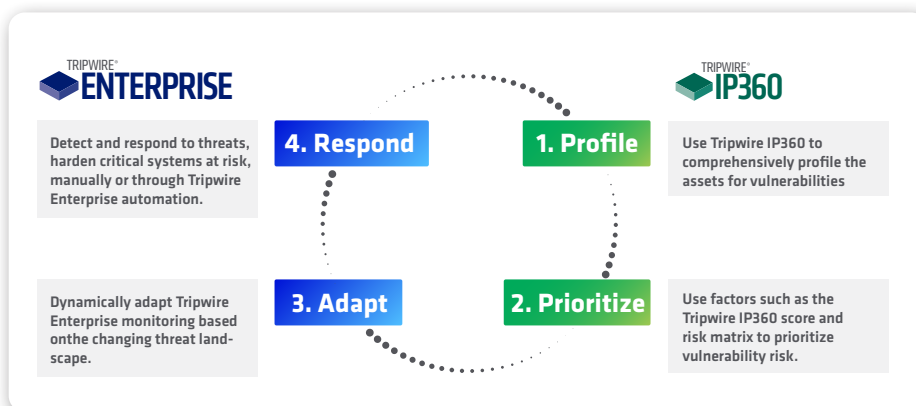 TRIPWIRE®
ENTERPRISE
Detect and respond to threats,
harden critical systems at risk,
manually or through Tripwire
Enterprise automation.
4. Respond
1. Profile
TRIPWIRE®
IP360
Use Tripwire IP360 to
comprehensively profile the
assets for vulnerabilities
Dynamically adapt Tripwire
Enterprise monitoring based
onthe changing threat land-
scape.
3. Adapt
2. Prioritize
Use factors such as the
Tripwire IP360 score and
risk matrix to prioritize
vulnerability risk.